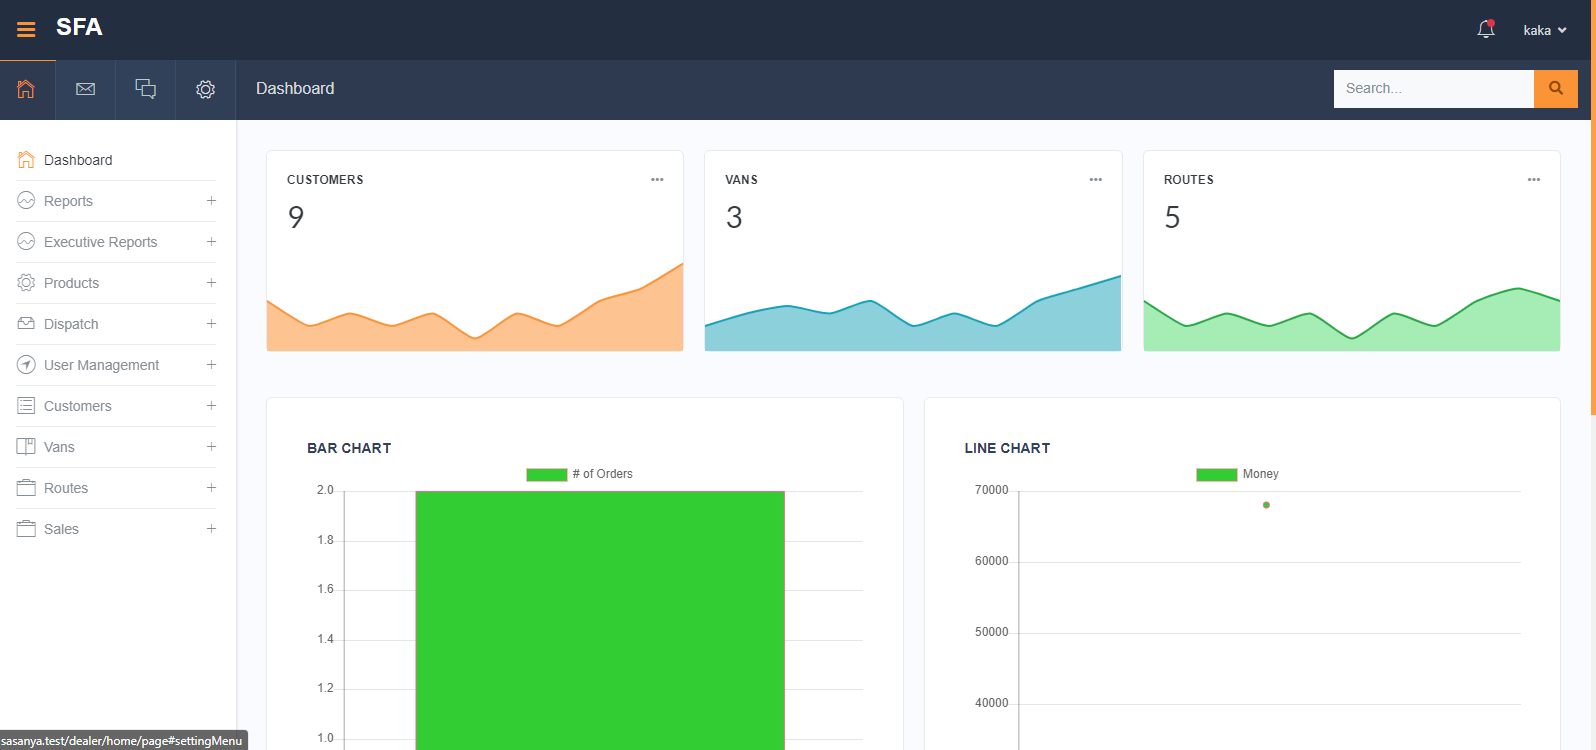 SFA
kaka
Dashboard
Search...
Dashboard
Reports
Executive Reports
Products
Dispatch
User Management
Customers
Vans
Routes
Sales
CUSTOMERS
9
VANS
3
ROUTES
5
BAR CHART
# of Orders
2.0
1.8
1.6
1.4
1.2
1.0
LINE CHART
Money
70000
60000
50000
40000
sasanya.test/dealer/home/page#settingMenu